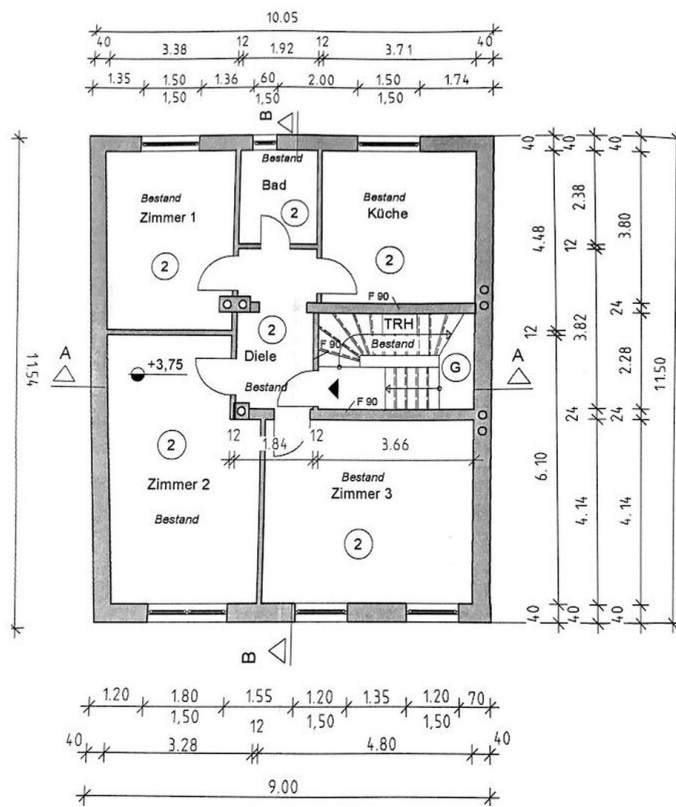 10.05
40 3.38 12 1.92 12 3.71 40
1.35 1.50 1.36 60 2.00 1.50 1.74
1,50 1,50 1,50
B
Bestand
Bad
2
Bestand
Zimmer 1
2
Bestand
Küche
2
F 90
TRH
Bestand
F 90
G
F 90
2
Diele
Bestand
A
A
+3,75
2
Zimmer 2
Bestand
12 1.84 12 3.66
Bestand
Zimmer 3
2
B
11.54
40 4.48 12 6.10 40
40 2.38 12 3.82 24 4.14 40
40 3.80 24 2.28 24 4.14 40
11.50
1.20 1.80 1.55 1.20 1.35 1.20 70
1,50 1,50 1,50
40 3.28 12 4.80 40
9.00